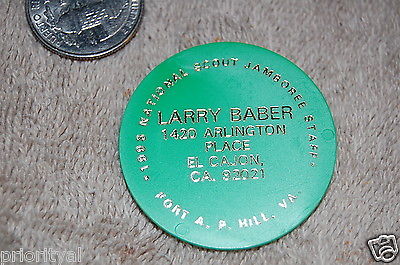 • 1993 NATIONAL SCOUT JAMBOREE STAFF •
LARRY BABER
1420 ARLINGTON
PLACE
EL CAJON,
CA. 92021
FORT A. P. HILL, VA.
priorityal